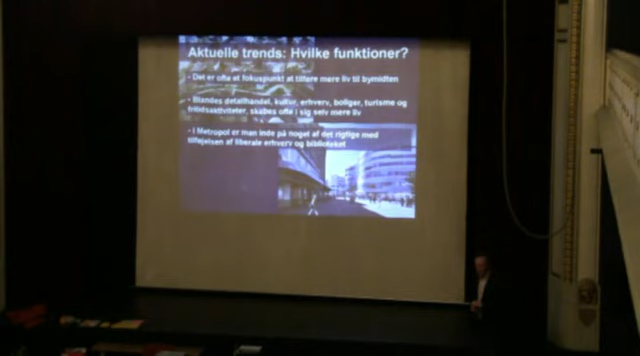 Aktuelle trends: Hvilke funktioner?
- Det er ofte et fokuspunkt at tilføre mere liv til bymidten
- Blandes detailhandel, kultur, erhverv, boliger, turisme og
fritidsaktiviteter, skabes ofte i sig selv mere liv
- I Metropol er man inde på noget af det rigtige med
tilføjelsen af liberale erhverv og biblioteket